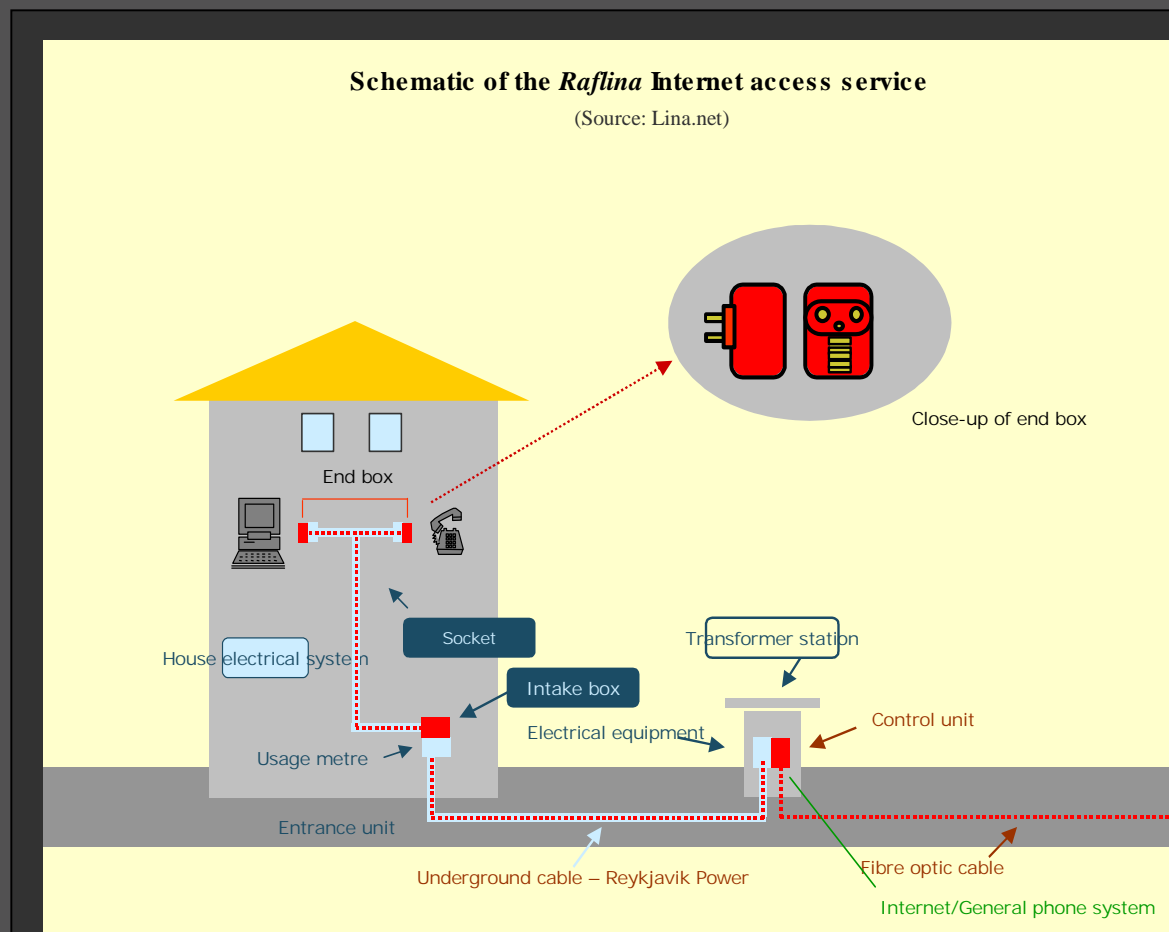 Schematic of the Raflina Internet access service
(Source: Lina.net)
Close-up of end box
End box
Socket
Transformer station
House electrical system
Intake box
Control unit
Electrical equipment
Usage metre
Entrance unit
Fibre optic cable
Underground cable – Reykjavik Power
Internet/General phone system